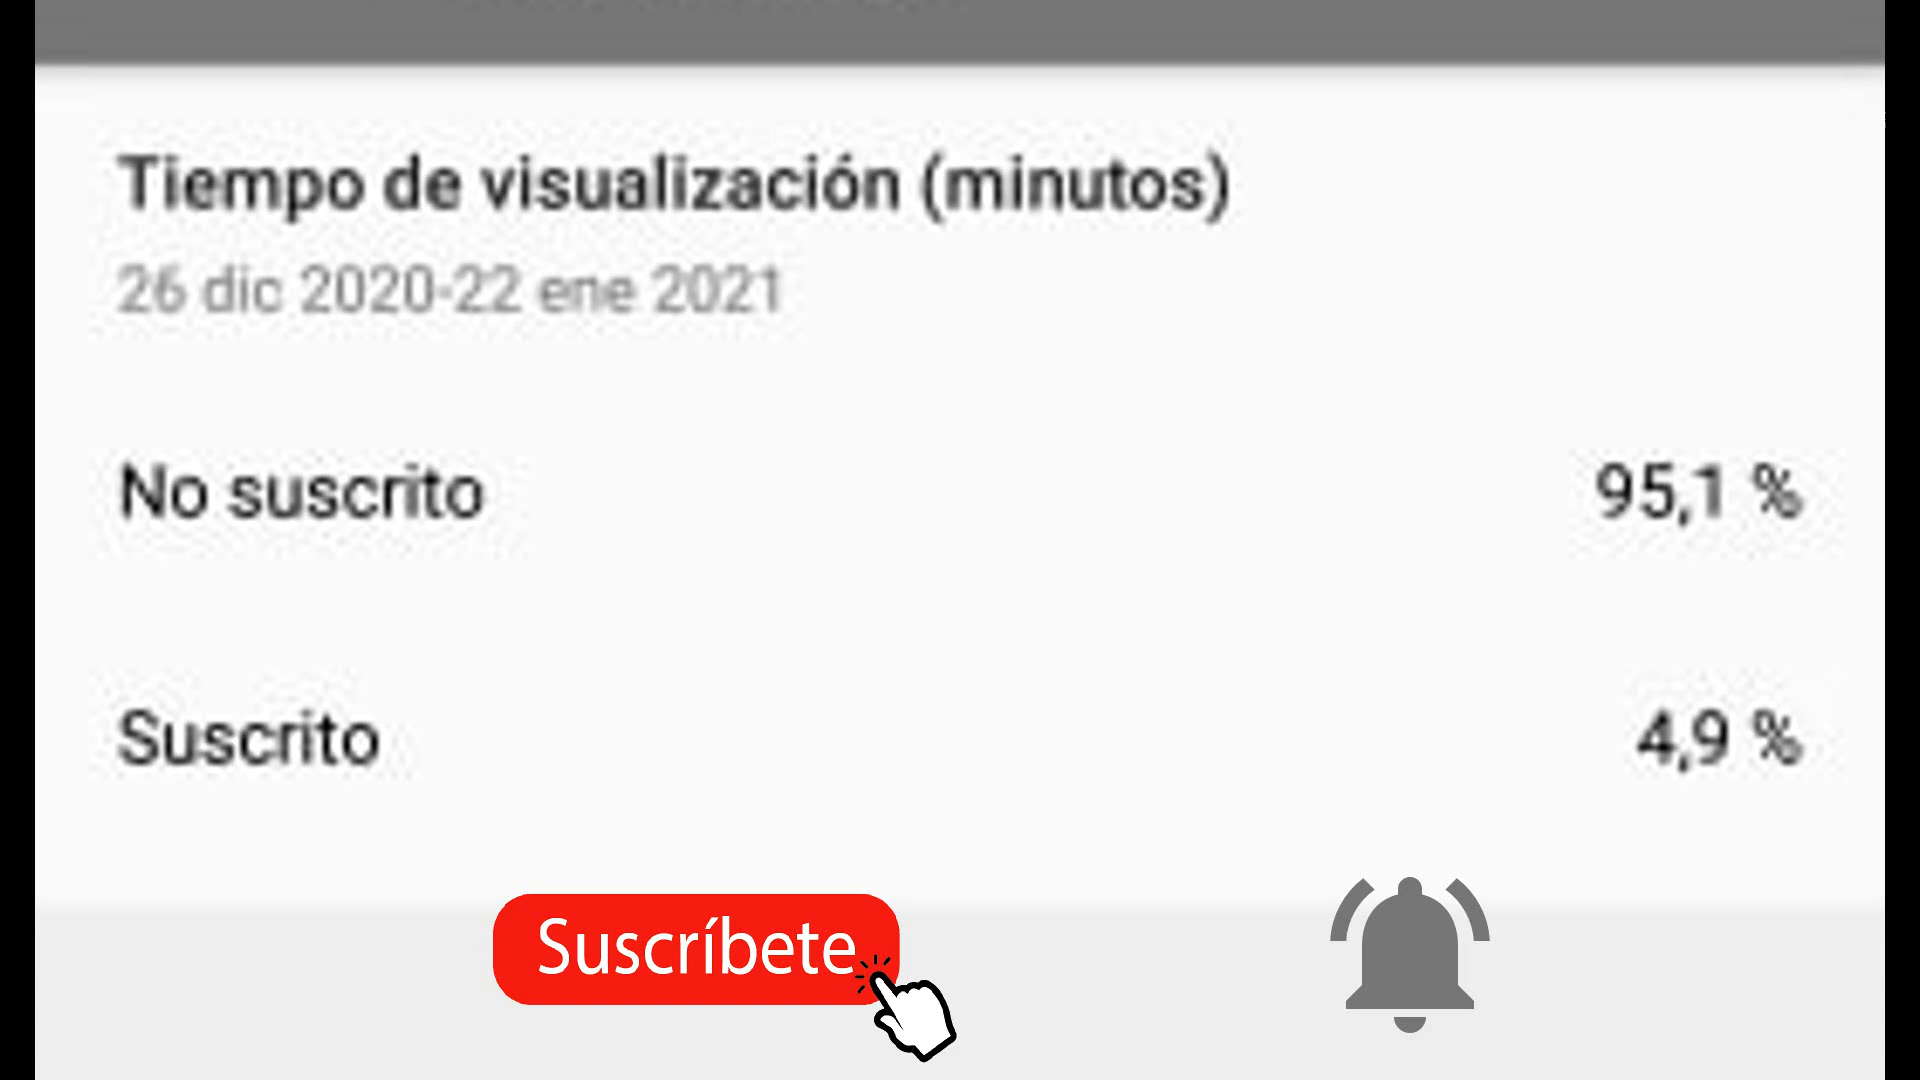 Tiempo de visualización (minutos)
26 dic 2020-22 ene 2021
No suscrito 95,1 %
Suscrito 4,9 %
Suscríbete